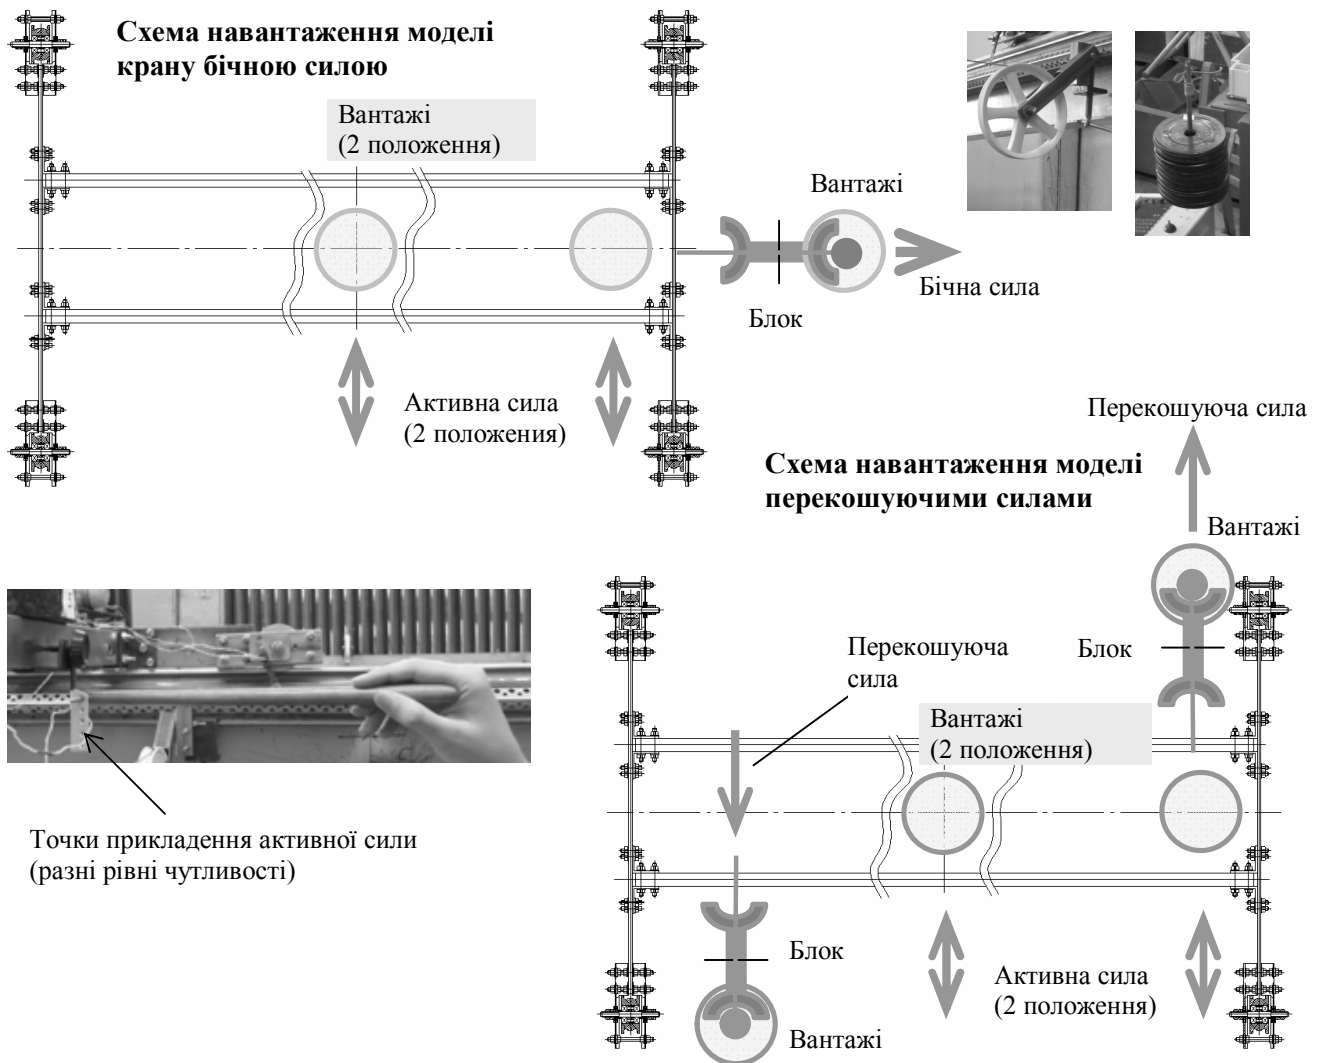 Схема навантаження моделі
крану бічною силою
Вантажі
(2 положення)
Вантажі
Бічна сила
Блок
Активна сила
(2 положения)
Перекошуюча сила
Схема навантаження моделі
перекошуючими силами
Вантажі
Блок
Перекошуюча
сила
Вантажі
(2 положення)
Точки прикладення активної сили
(разні рівні чутливості)
Блок
Активна сила
(2 положення)
Вантажі